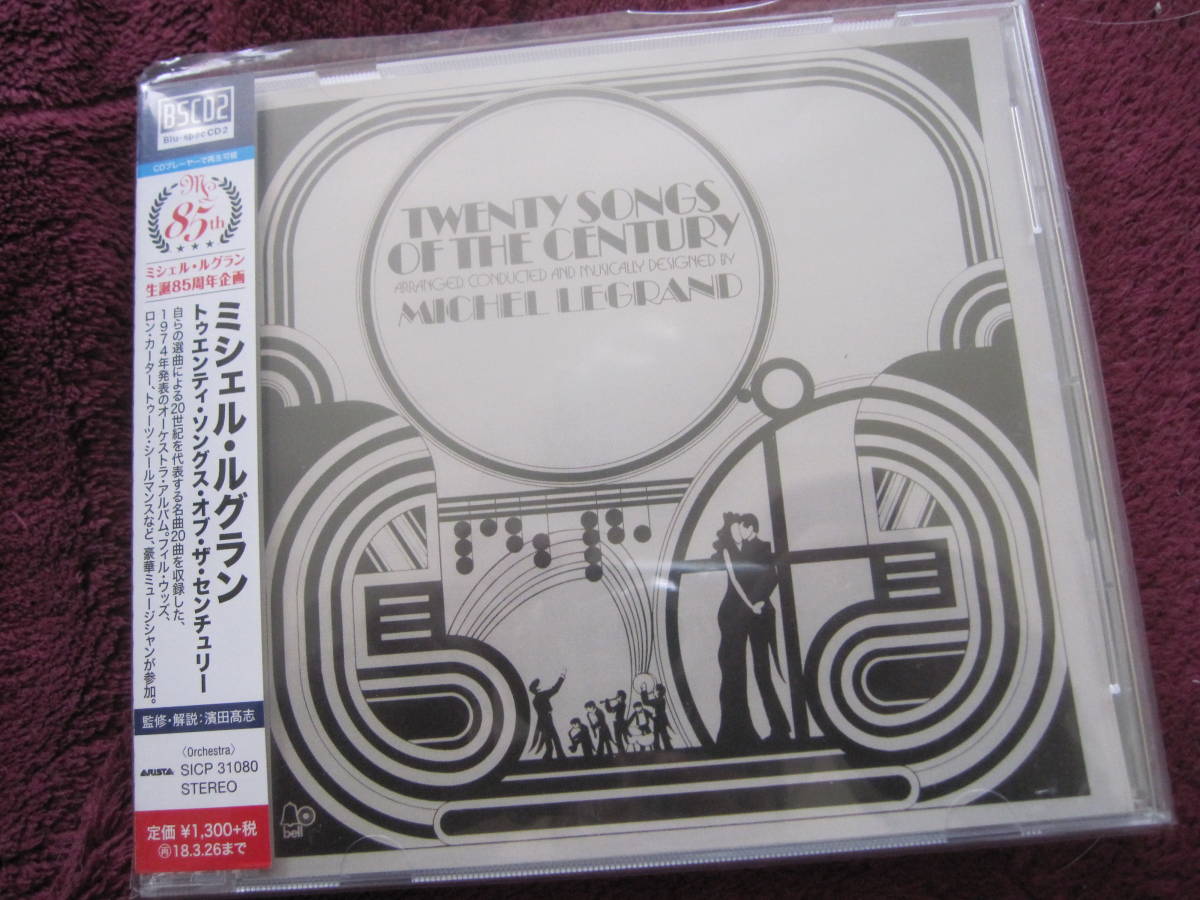 BSCD2
Blu-spec CD2
CDプレーヤーで再生可能
ML
85th
ミシェル・ルグラン
生誕85周年企画
ミシェル・ルグラン
トゥエンティ・ソングス・オブ・ザ・センチュリー
自らの選曲による20世紀を代表する名曲20曲を収録した、
1974年発表のオーケストラ・アルバム。フィル・ウッズ、
ロン・カーター、トゥーツ・シールマンスなど、豪華ミュージシャンが参加。
監修・解説：濱田髙志
〈Orchestra〉
ARISTA SICP 31080
STEREO
定価 ¥1,300+税
再 18.3.26まで
TWENTY SONGS
OF THE CENTURY
ARRANGED CONDUCTED AND MUSICALLY DESIGNED BY
MICHEL LEGRAND
bell